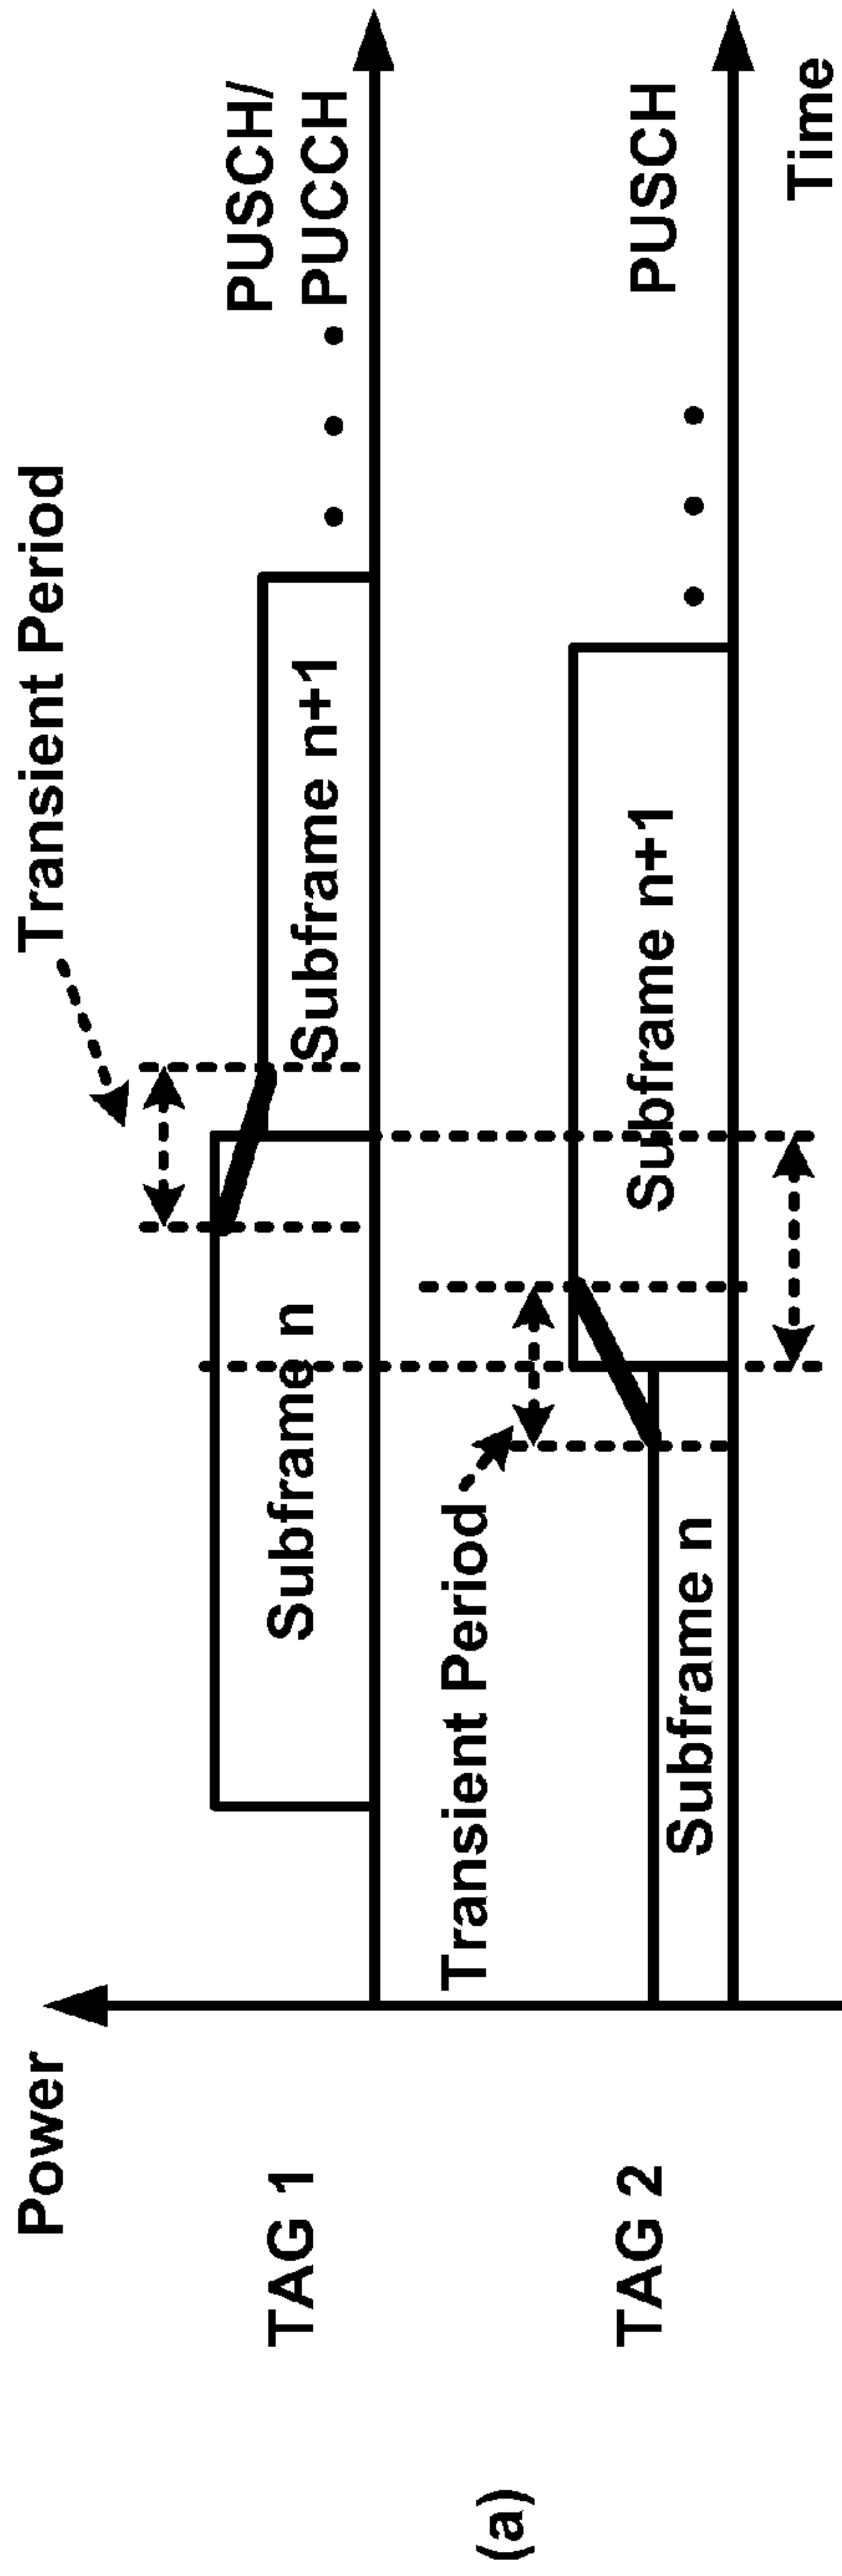 Power
Transient Period
PUSCH/
PUCCH
TAG 1
Subframe n
Subframe n+1
Transient Period
PUSCH
TAG 2
Subframe n
Subframe n+1
Time
(a)